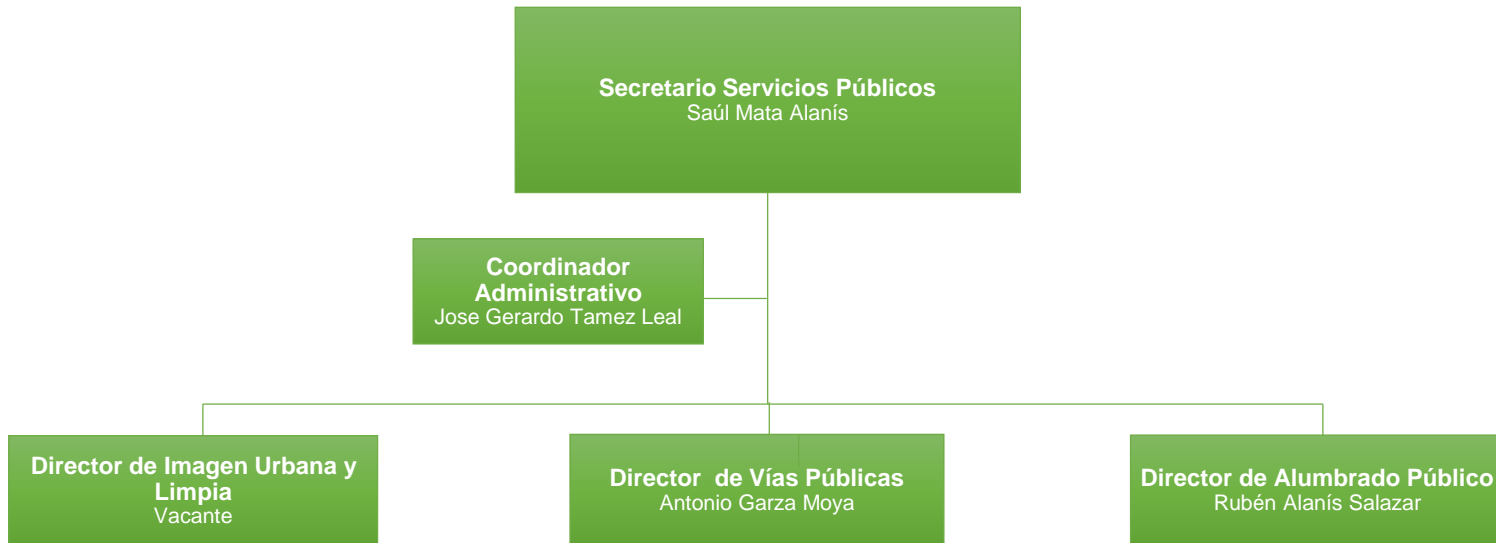 Secretario Servicios Públicos
Saúl Mata Alanís
Coordinador
Administrativo
Jose Gerardo Tamez Leal
Director de Imagen Urbana y
Limpia
Vacante
Director de Vías Públicas
Antonio Garza Moya
Director de Alumbrado Público
Rubén Alanís Salazar